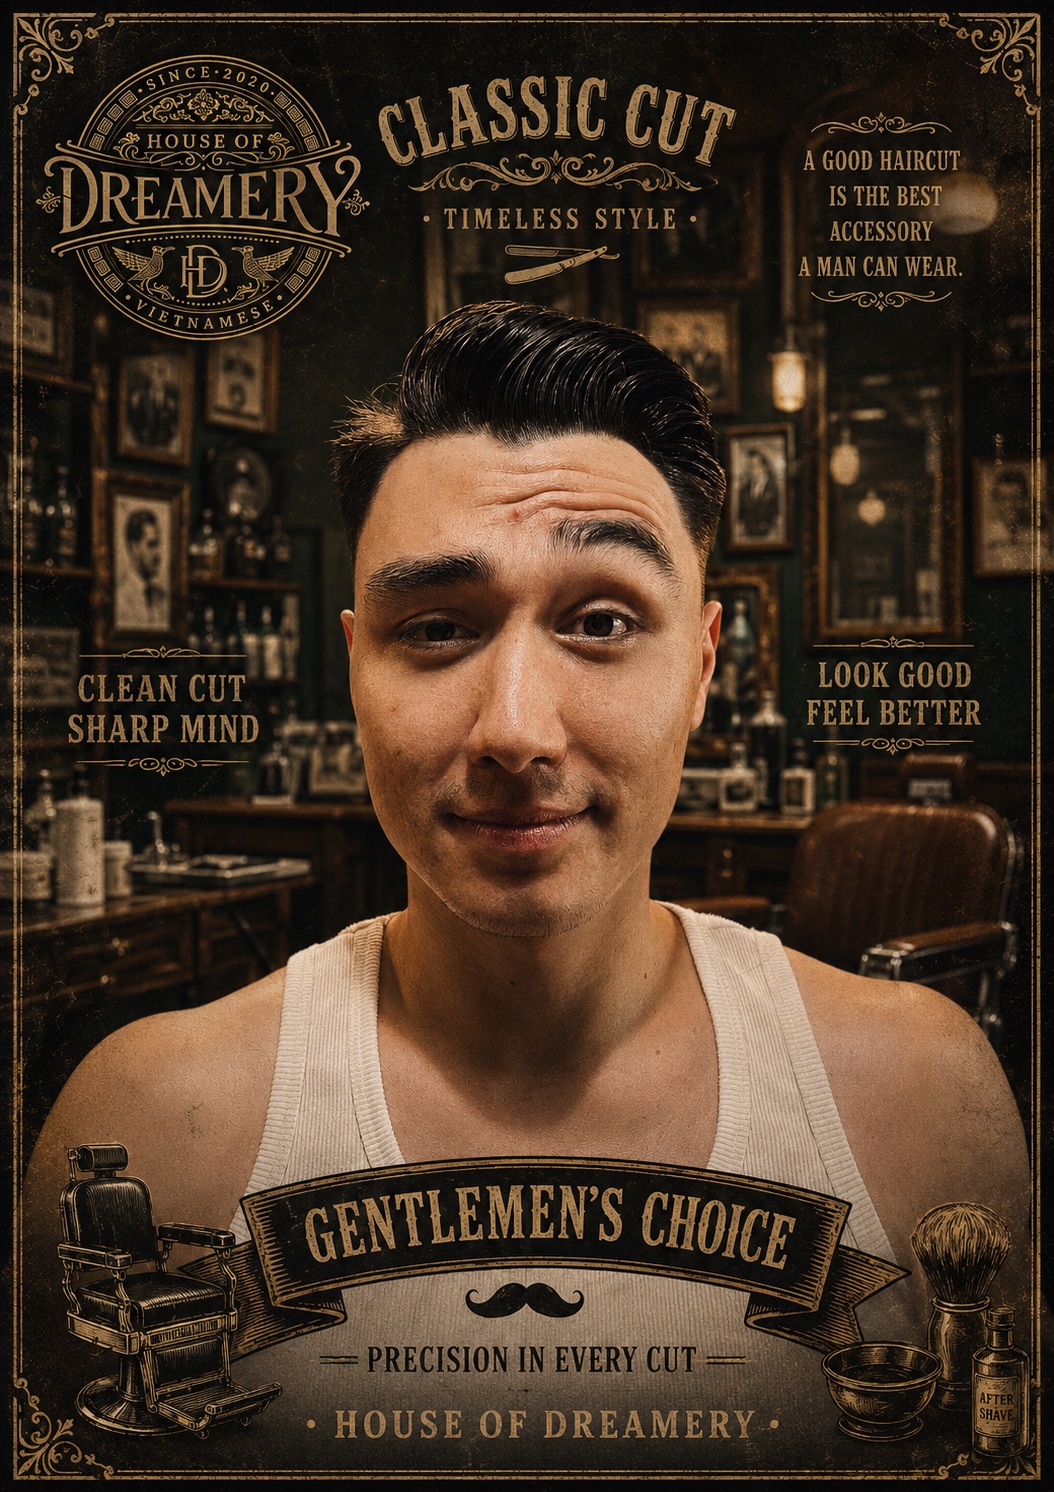 SINCE • 2020
HOUSE OF
DREAMERY
HD
• VIETNAMESE •
CLASSIC CUT
• TIMELESS STYLE •
A GOOD HAIRCUT
IS THE BEST
ACCESSORY
A MAN CAN WEAR.
CLEAN CUT
SHARP MIND
LOOK GOOD
FEEL BETTER
GENTLEMEN'S CHOICE
PRECISION IN EVERY CUT
• HOUSE OF DREAMERY •
AFTER
SHAVE